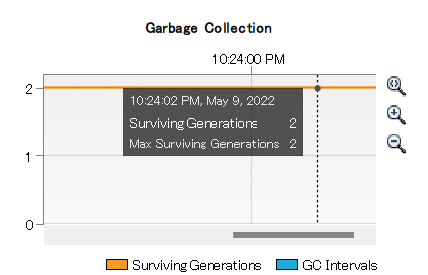 Garbage Collection
10:24:00 PM
2
10:24:02 PM, May 9, 2022
Surviving Generations 2
Max Surviving Generations 2
1
0
Surviving Generations GC Intervals